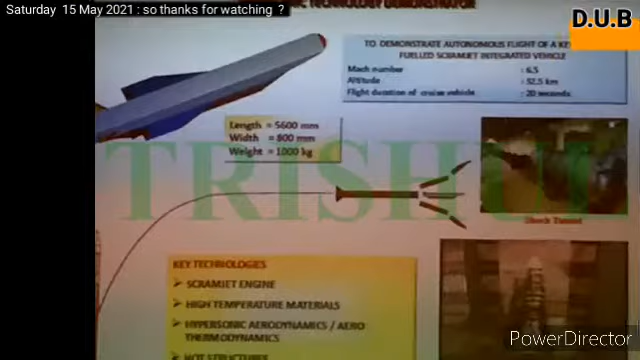 Saturday 15 May 2021 : so thanks for watching ?
TECHNOLOGY DEMONSTRATOR
D.U.B
TO DEMONSTRATE AUTONOMOUS FLIGHT OF A
FUELLED SCRAMJET INTEGRATED VEHICLE
Mach number : 6.5
Altitude : 32.5 km
Flight duration of cruise vehicle : 20 seconds
Length = 5600 mm
Width = 800 mm
Weight = 1000 kg
TRISHUL
Shock Tunnel
KEY TECHNOLOGIES
SCRAMJET ENGINE
HIGH TEMPERATURE MATERIALS
HYPERSONIC AERODYNAMICS / AERO
THERMODYNAMICS
HOT STRUCTURES
PowerDirector